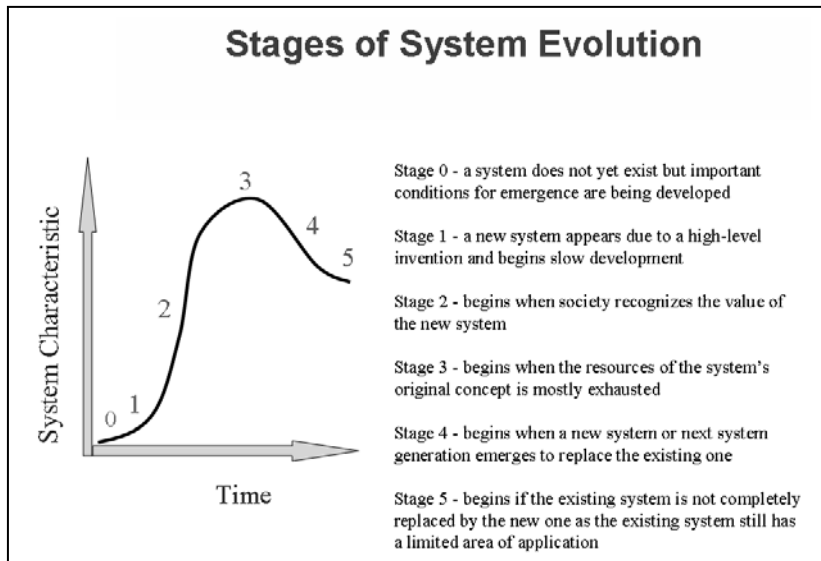 Stages of System Evolution
System Characteristic
Time
0
1
2
3
4
5
Stage 0 - a system does not yet exist but important
conditions for emergence are being developed
Stage 1 - a new system appears due to a high-level
invention and begins slow development
Stage 2 - begins when society recognizes the value of
the new system
Stage 3 - begins when the resources of the system's
original concept is mostly exhausted
Stage 4 - begins when a new system or next system
generation emerges to replace the existing one
Stage 5 - begins if the existing system is not completely
replaced by the new one as the existing system still has
a limited area of application